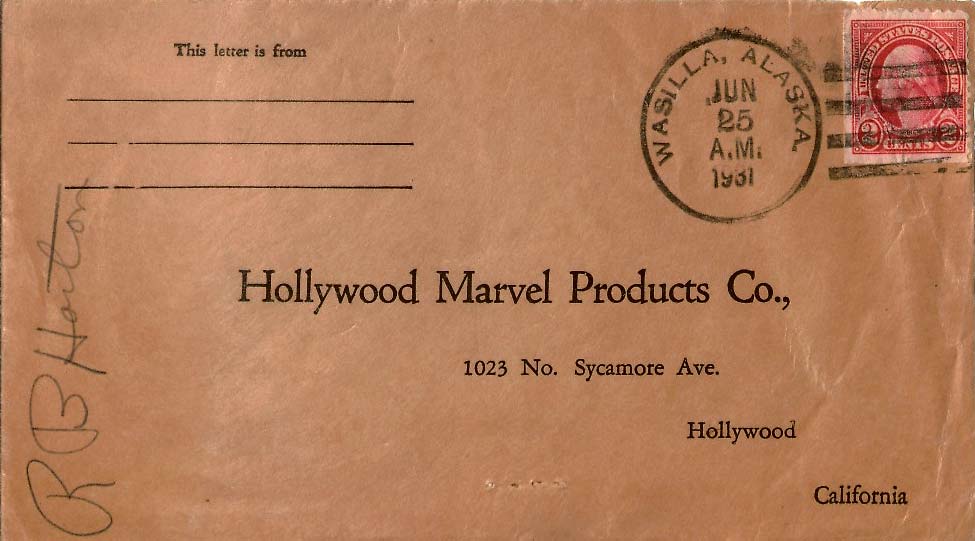 This letter is from
WASILLA, ALASKA.
JUN
25
A.M.
1931
UNITED STATES POSTAGE
2 CENTS 2
Hollywood Marvel Products Co.,
1023 No. Sycamore Ave.
Hollywood
California
R B Horton